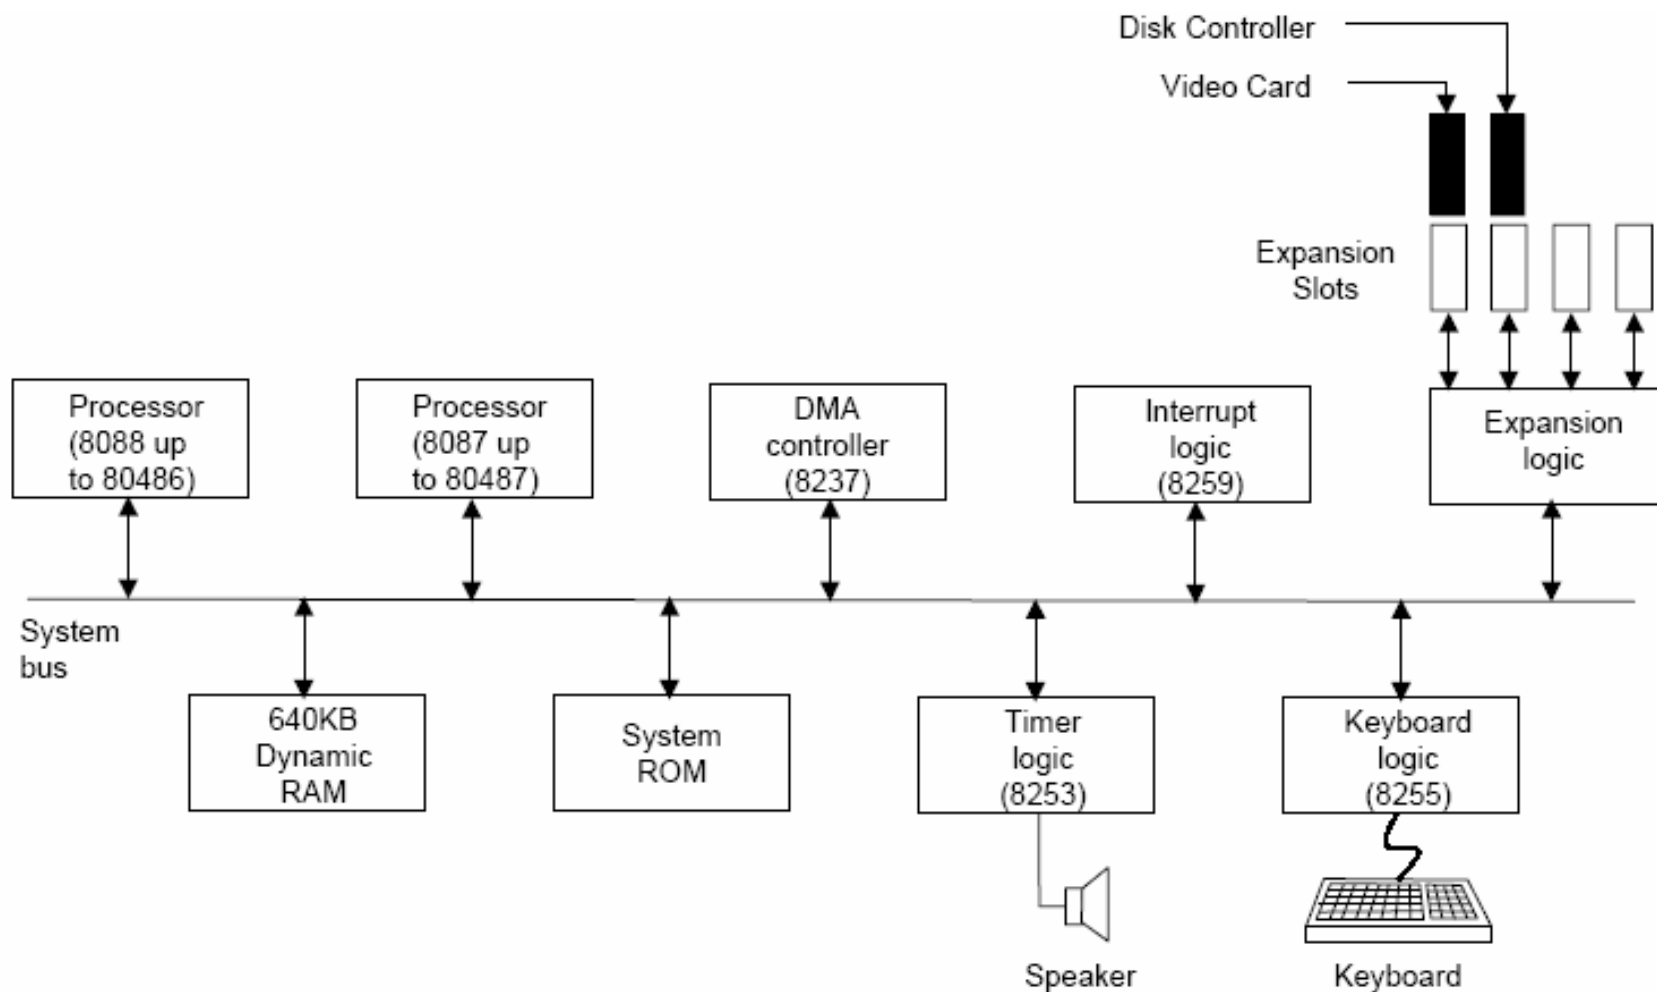 Disk Controller
Video Card
Expansion
Slots
Processor
(8088 up
to 80486)
Processor
(8087 up
to 80487)
DMA
controller
(8237)
Interrupt
logic
(8259)
Expansion
logic
System
bus
640KB
Dynamic
RAM
System
ROM
Timer
logic
(8253)
Keyboard
logic
(8255)
Speaker
Keyboard